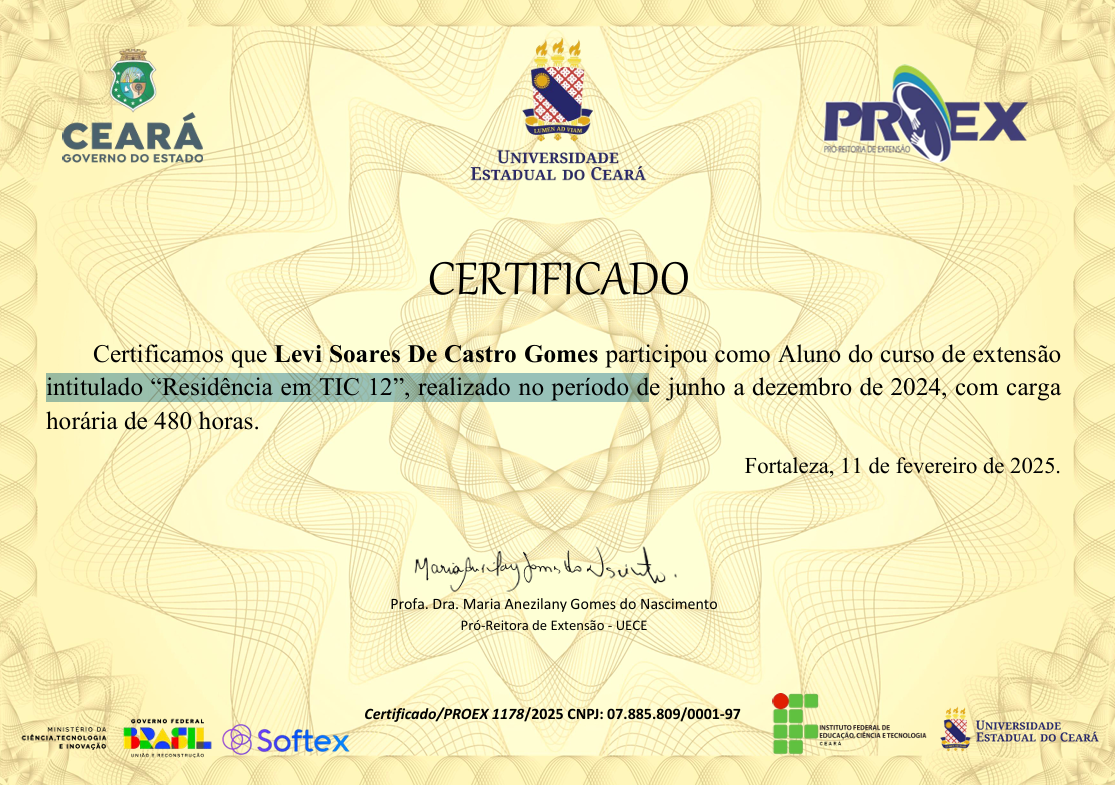 CEARÁ
GOVERNO DO ESTADO
LUMEN AD VIAM
UNIVERSIDADE
ESTADUAL DO CEARÁ
PROEX
PRÓ-REITORIA DE EXTENSÃO
CERTIFICADO
Certificamos que Levi Soares De Castro Gomes participou como Aluno do curso de extensão
intitulado “Residência em TIC 12”, realizado no período de junho a dezembro de 2024, com carga
horária de 480 horas.
Fortaleza, 11 de fevereiro de 2025.
Profa. Dra. Maria Anezilany Gomes do Nascimento
Pró-Reitora de Extensão - UECE
Certificado/PROEX 1178/2025 CNPJ: 07.885.809/0001-97
MINISTÉRIO DA
CIÊNCIA, TECNOLOGIA
E INOVAÇÃO
GOVERNO FEDERAL
BRASIL
UNIÃO E RECONSTRUÇÃO
Softex
INSTITUTO FEDERAL DE
EDUCAÇÃO, CIÊNCIA E TECNOLOGIA
CEARÁ
UNIVERSIDADE
ESTADUAL DO CEARÁ